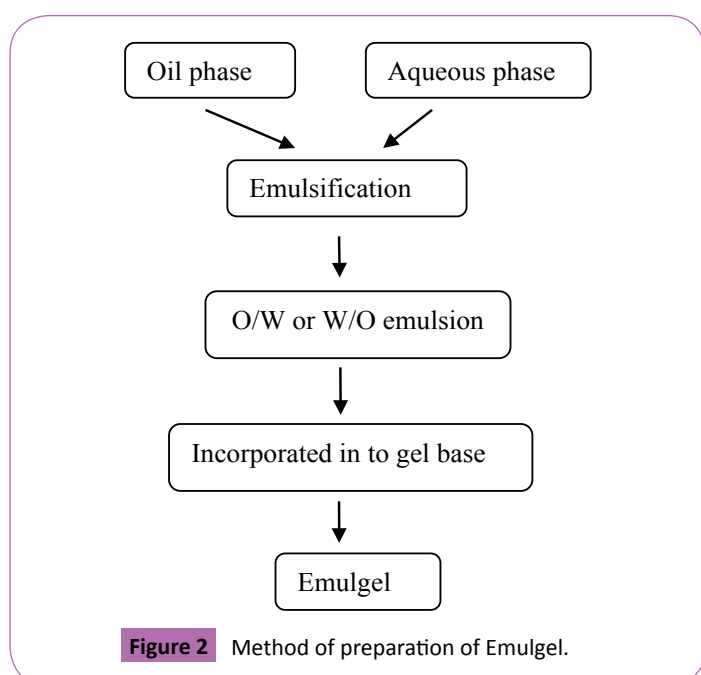 Oil phase
Aqueous phase
Emulsification
O/W or W/O emulsion
Incorporated in to gel base
Emulgel
Figure 2 Method of preparation of Emulgel.